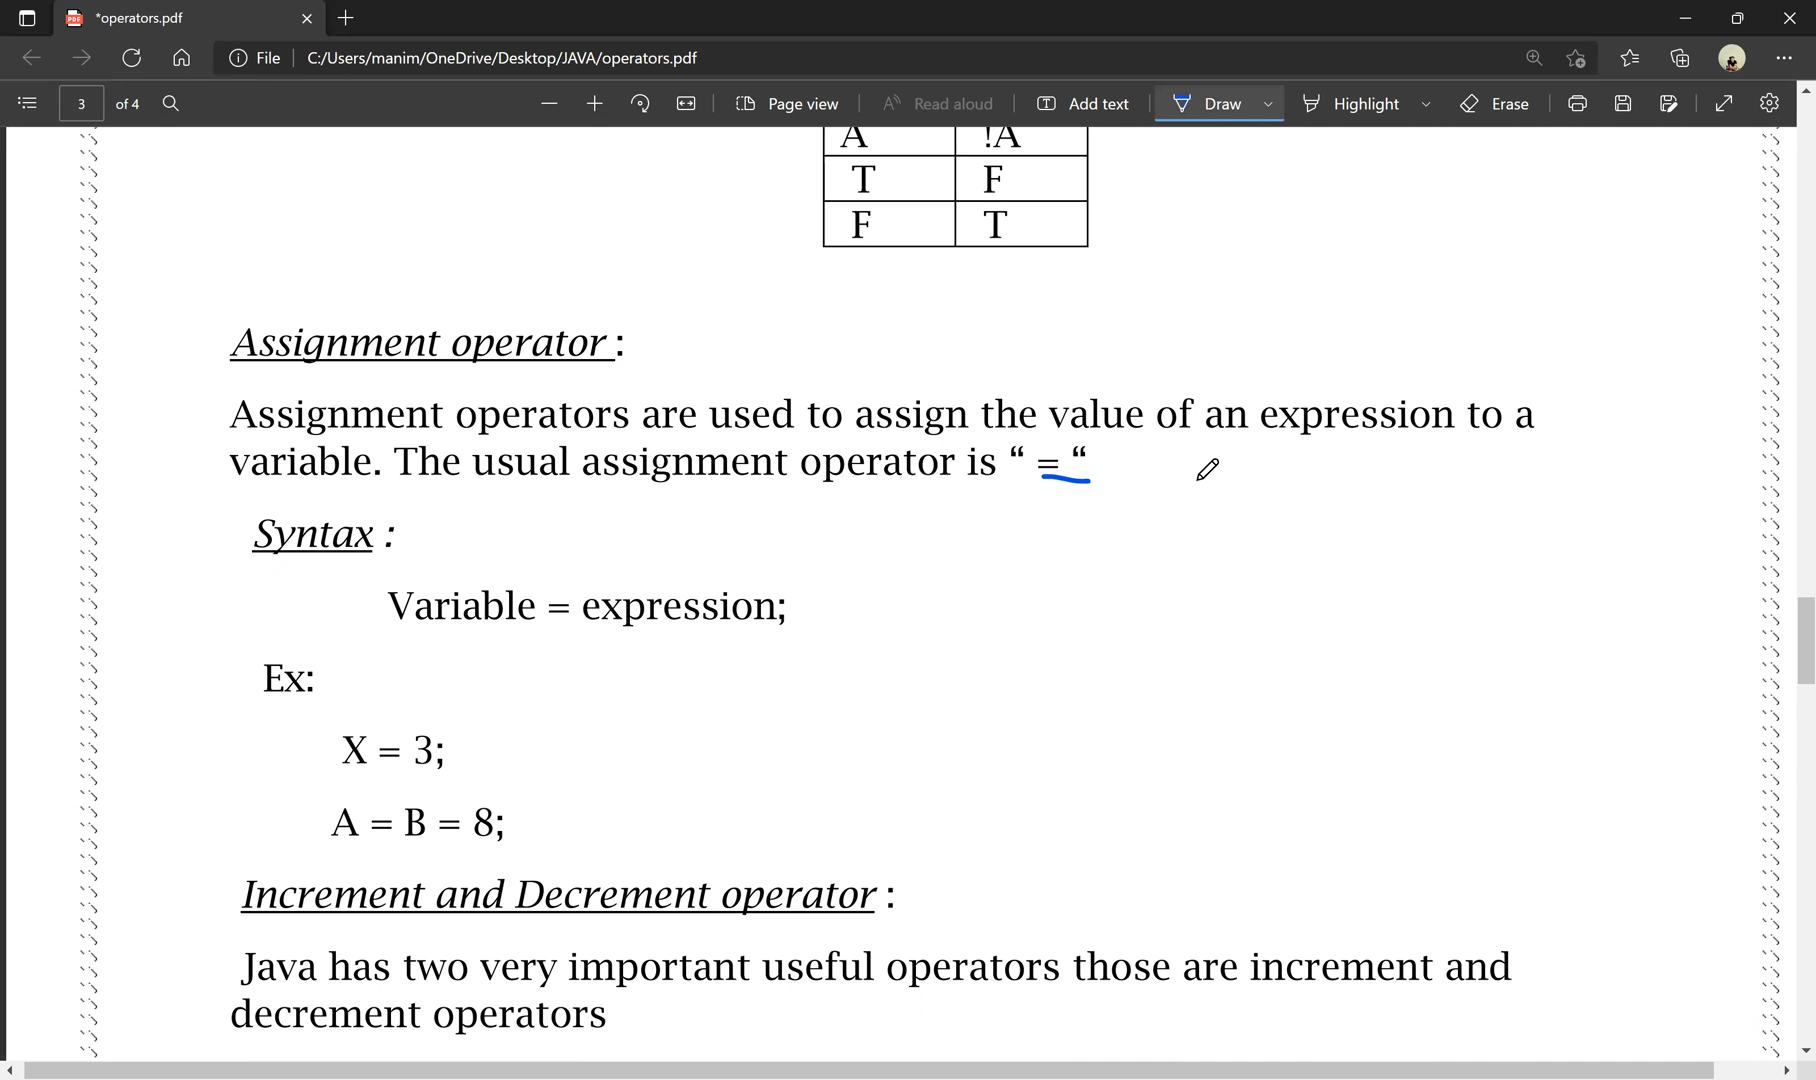 *operators.pdf
File C:/Users/manim/OneDrive/Desktop/JAVA/operators.pdf
3 of 4 Page view Read aloud Add text Draw Highlight Erase
A !A
T F
F T
Assignment operator :
Assignment operators are used to assign the value of an expression to a
variable. The usual assignment operator is “ = “
Syntax :
Variable = expression;
Ex:
X = 3;
A = B = 8;
Increment and Decrement operator :
Java has two very important useful operators those are increment and
decrement operators